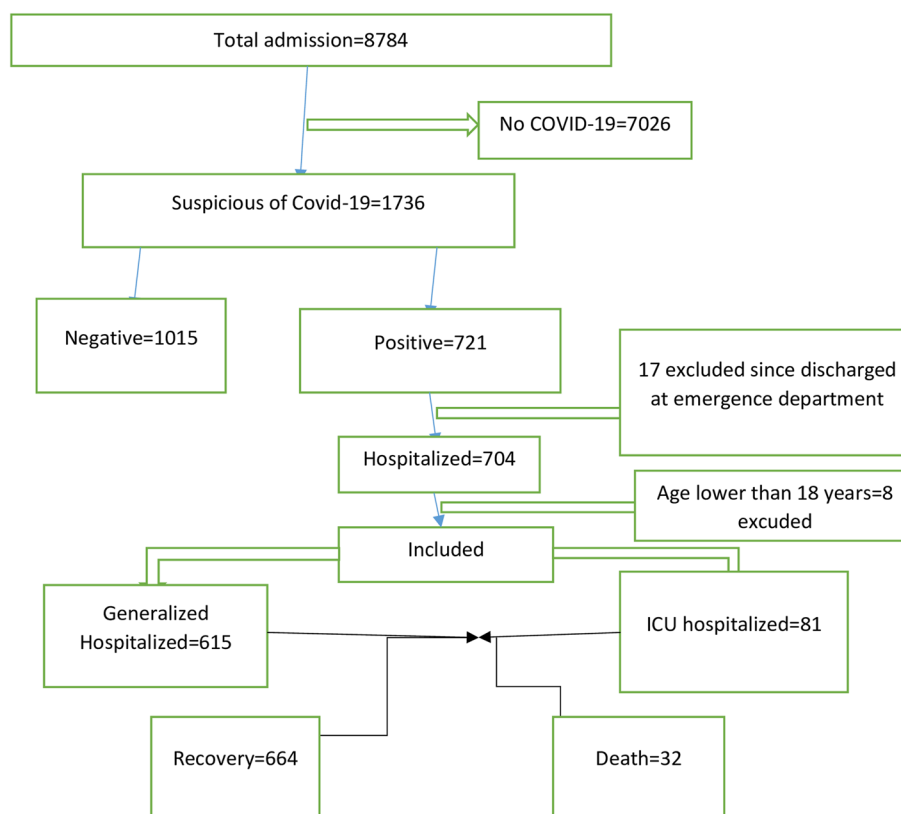 Total admission=8784
No COVID-19=7026
Suspicious of Covid-19=1736
Negative=1015
Positive=721
17 excluded since discharged
at emergence department
Hospitalized=704
Age lower than 18 years=8
excuded
Included
Generalized
Hospitalized=615
ICU hospitalized=81
Recovery=664
Death=32